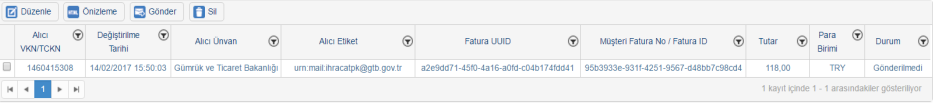 Düzenle Önizleme Gönder Sil
Alıcı VKN/TCKN Değiştirilme Tarihi Alıcı Ünvan Alıcı Etiket Fatura UUID Müşteri Fatura No / Fatura ID Tutar Para Birimi Durum
1460415308 14/02/2017 15:50:03 Gümrük ve Ticaret Bakanlığı urn:mail:ihracatpk@gtb.gov.tr a2e9dd71-45f0-4a16-a0fd-c04b174fdd41 95b3933e-931f-4251-9567-d48bb7c98cd4 118,00 TRY Gönderilmedi
1 1 kayıt içinde 1 - 1 arasındakiler gösteriliyor